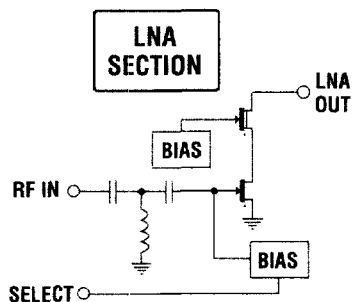 LNA
SECTION
LNA
OUT
BIAS
RF IN
BIAS
SELECT